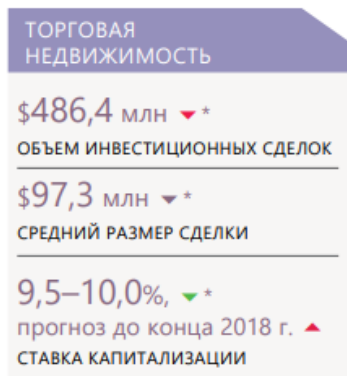 ТОРГОВАЯ
НЕДВИЖИМОСТЬ
$486,4 млн ▼ *
ОБЪЕМ ИНВЕСТИЦИОННЫХ СДЕЛОК
$97,3 млн ▼ *
СРЕДНИЙ РАЗМЕР СДЕЛКИ
9,5–10,0%, ▼ *
прогноз до конца 2018 г. ▲
СТАВКА КАПИТАЛИЗАЦИИ